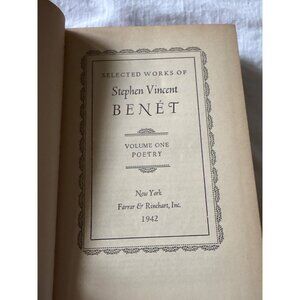 SELECTED WORKS OF
Stephen Vincent
BENÉT
VOLUME ONE
POETRY
New York
Farrar & Rinehart, Inc.
1942